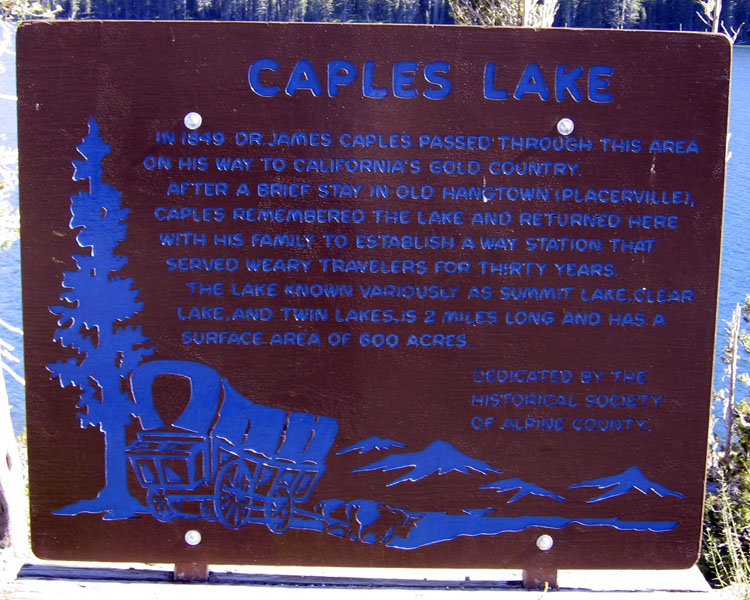 CAPLES LAKE
IN 1849 DR. JAMES CAPLES PASSED THROUGH THIS AREA
ON HIS WAY TO CALIFORNIA'S GOLD COUNTRY.
AFTER A BRIEF STAY IN OLD HANGTOWN (PLACERVILLE),
CAPLES REMEMBERED THE LAKE AND RETURNED HERE
WITH HIS FAMILY TO ESTABLISH A WAY STATION THAT
SERVED WEARY TRAVELERS FOR THIRTY YEARS.
THE LAKE KNOWN VARIOUSLY AS SUMMIT LAKE, CLEAR
LAKE, AND TWIN LAKES, IS 2 MILES LONG AND HAS A
SURFACE AREA OF 600 ACRES
DEDICATED BY THE
HISTORICAL SOCIETY
OF ALPINE COUNTY.